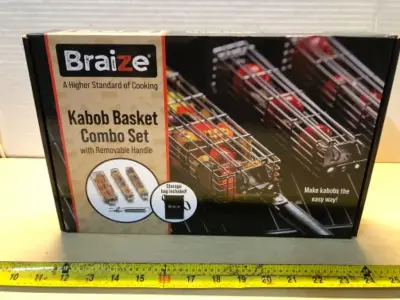 Braize®
A Higher Standard of Cooking
Kabob Basket
Combo Set
with Removable Handle
Storage
bag included!
Braize
Make kabobs the
easy way!
10 11 12 13 14 15 16 17 18 19 20 21 22 23 24